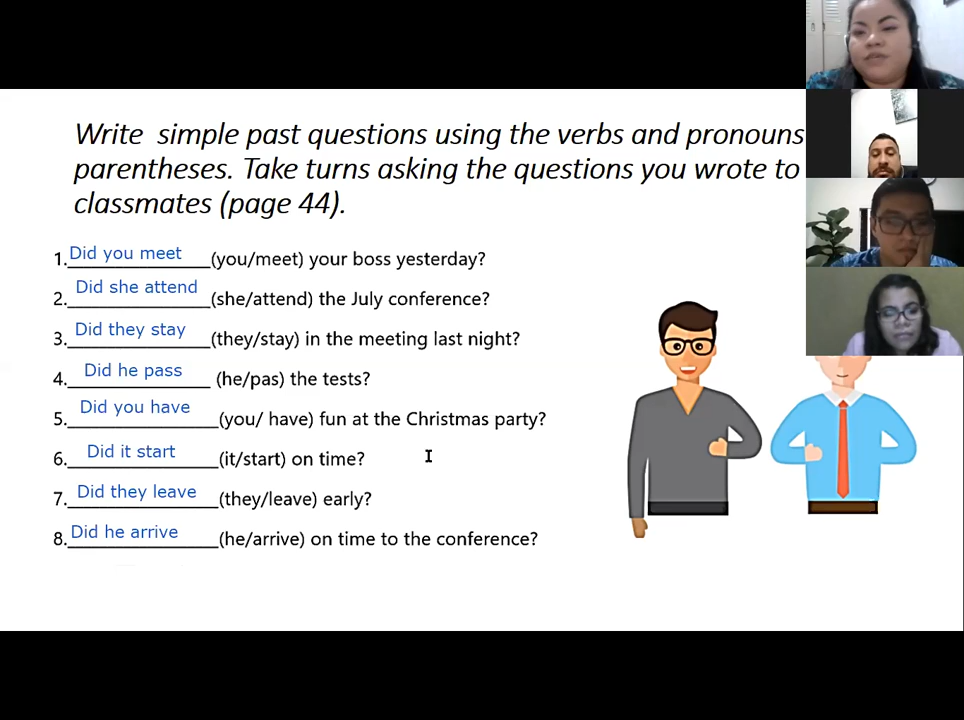 Write simple past questions using the verbs and pronouns
parentheses. Take turns asking the questions you wrote to
classmates (page 44).
1. Did you meet (you/meet) your boss yesterday?
2. Did she attend (she/attend) the July conference?
3. Did they stay (they/stay) in the meeting last night?
4. Did he pass (he/pas) the tests?
5. Did you have (you/ have) fun at the Christmas party?
6. Did it start (it/start) on time?
7. Did they leave (they/leave) early?
8. Did he arrive (he/arrive) on time to the conference?